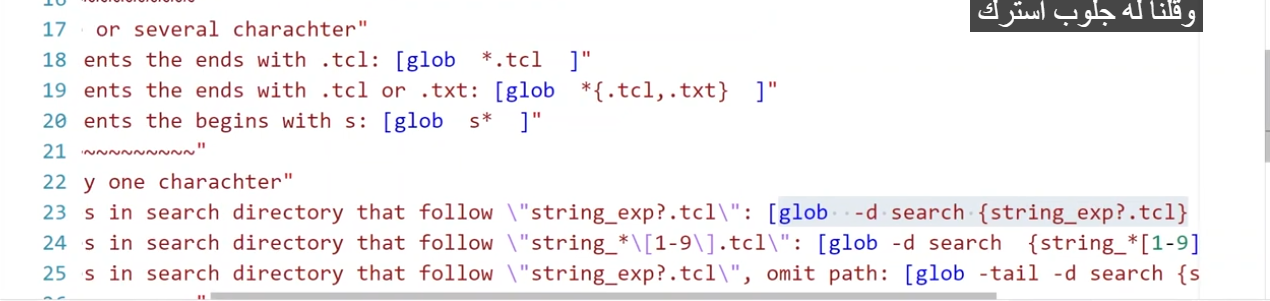 وقلنا له جلوب استرك
17 or several charachter"
18 ents the ends with .tcl: [glob  *.tcl  ]"
19 ents the ends with .tcl or .txt: [glob  *{.tcl,.txt}  ]"
20 ents the begins with s: [glob  s*  ]"
21 ~~~~~~~~~"
22 y one charachter"
23 s in search directory that follow \"string_exp?.tcl\": [glob  -d search {string_exp?.tcl}
24 s in search directory that follow \"string_*\[1-9\].tcl\": [glob -d search  {string_*[1-9]
25 s in search directory that follow \"string_exp?.tcl\", omit path: [glob -tail -d search {s